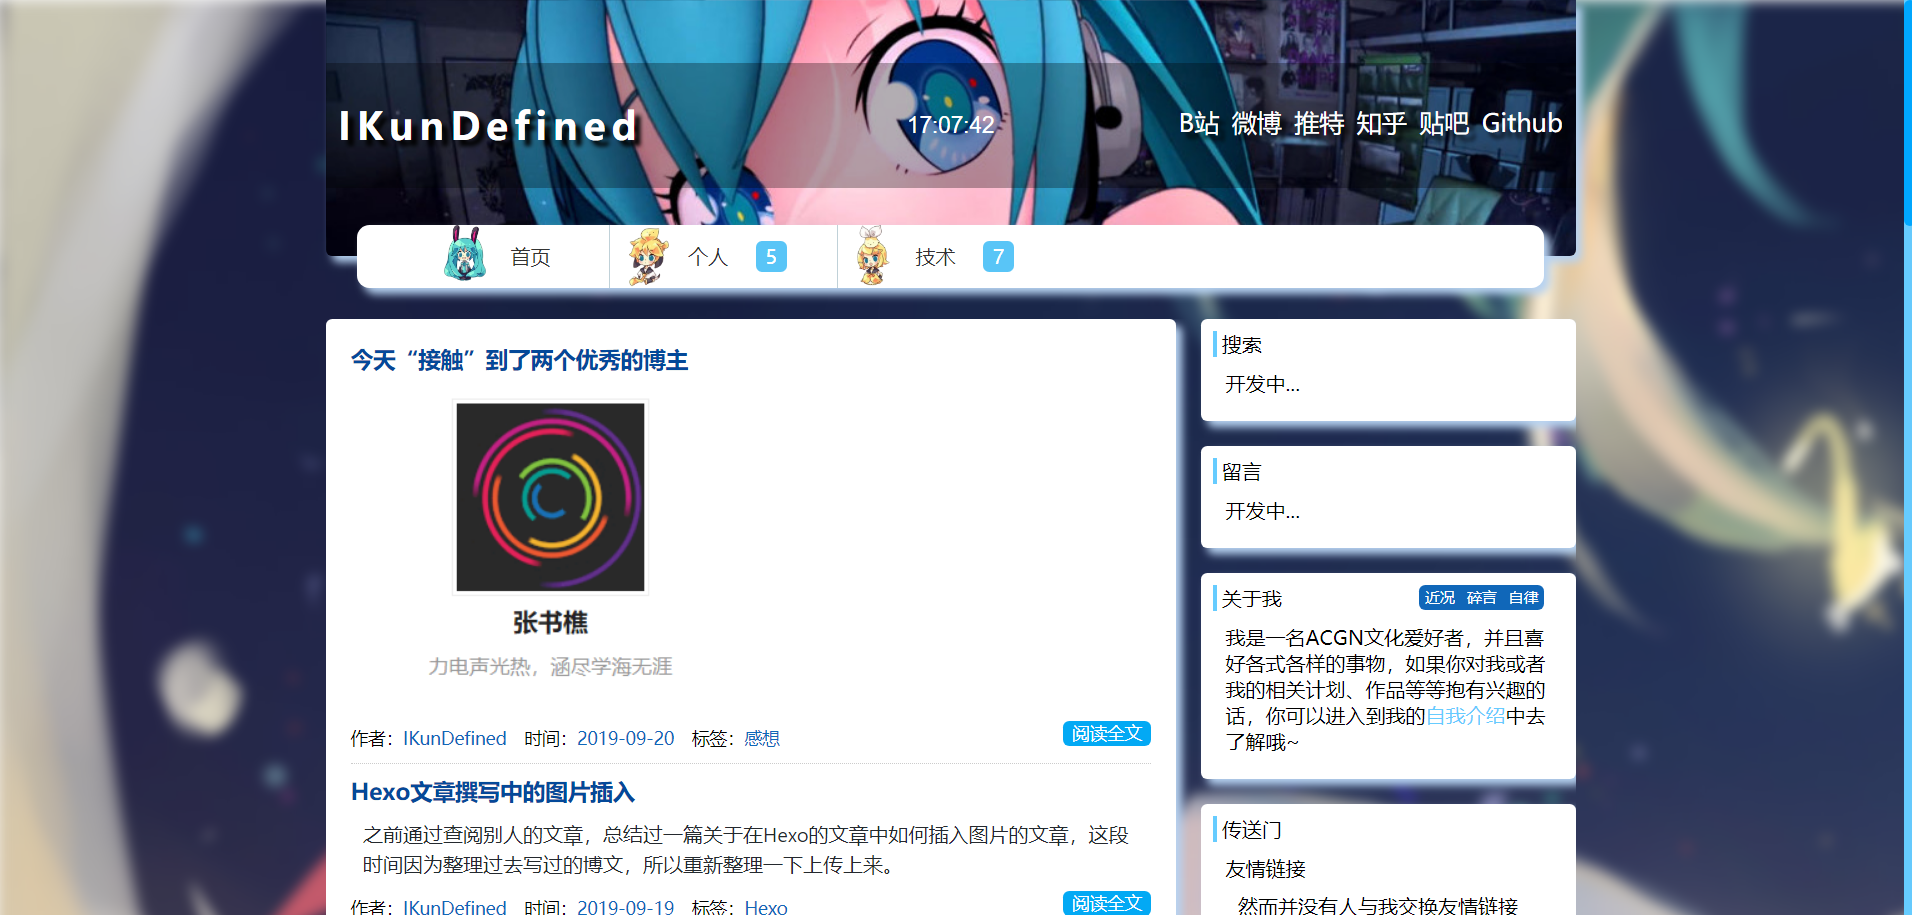 IKunDefined
17:07:42
B站 微博 推特 知乎 贴吧 Github
首页 个人 5 技术 7
今天“接触”到了两个优秀的博主
张书樵
力电声光热，涵尽学海无涯
作者：IKunDefined 时间：2019-09-20 标签：感想
阅读全文
Hexo文章撰写中的图片插入
之前通过查阅别人的文章，总结过一篇关于在Hexo的文章中如何插入图片的文章，这段
时间因为整理过去写过的博文，所以重新整理一下上传上来。
作者：IKunDefined 时间：2019-09-19 标签：Hexo
阅读全文
搜索
开发中...
留言
开发中...
关于我
近况 碎言 自律
我是一名ACGN文化爱好者，并且喜
好各式各样的事物，如果你对我或者
我的相关计划、作品等等抱有兴趣的
话，你可以进入到我的自我介绍中去
了解哦~
传送门
友情链接
然而并没有人与我交换友情链接